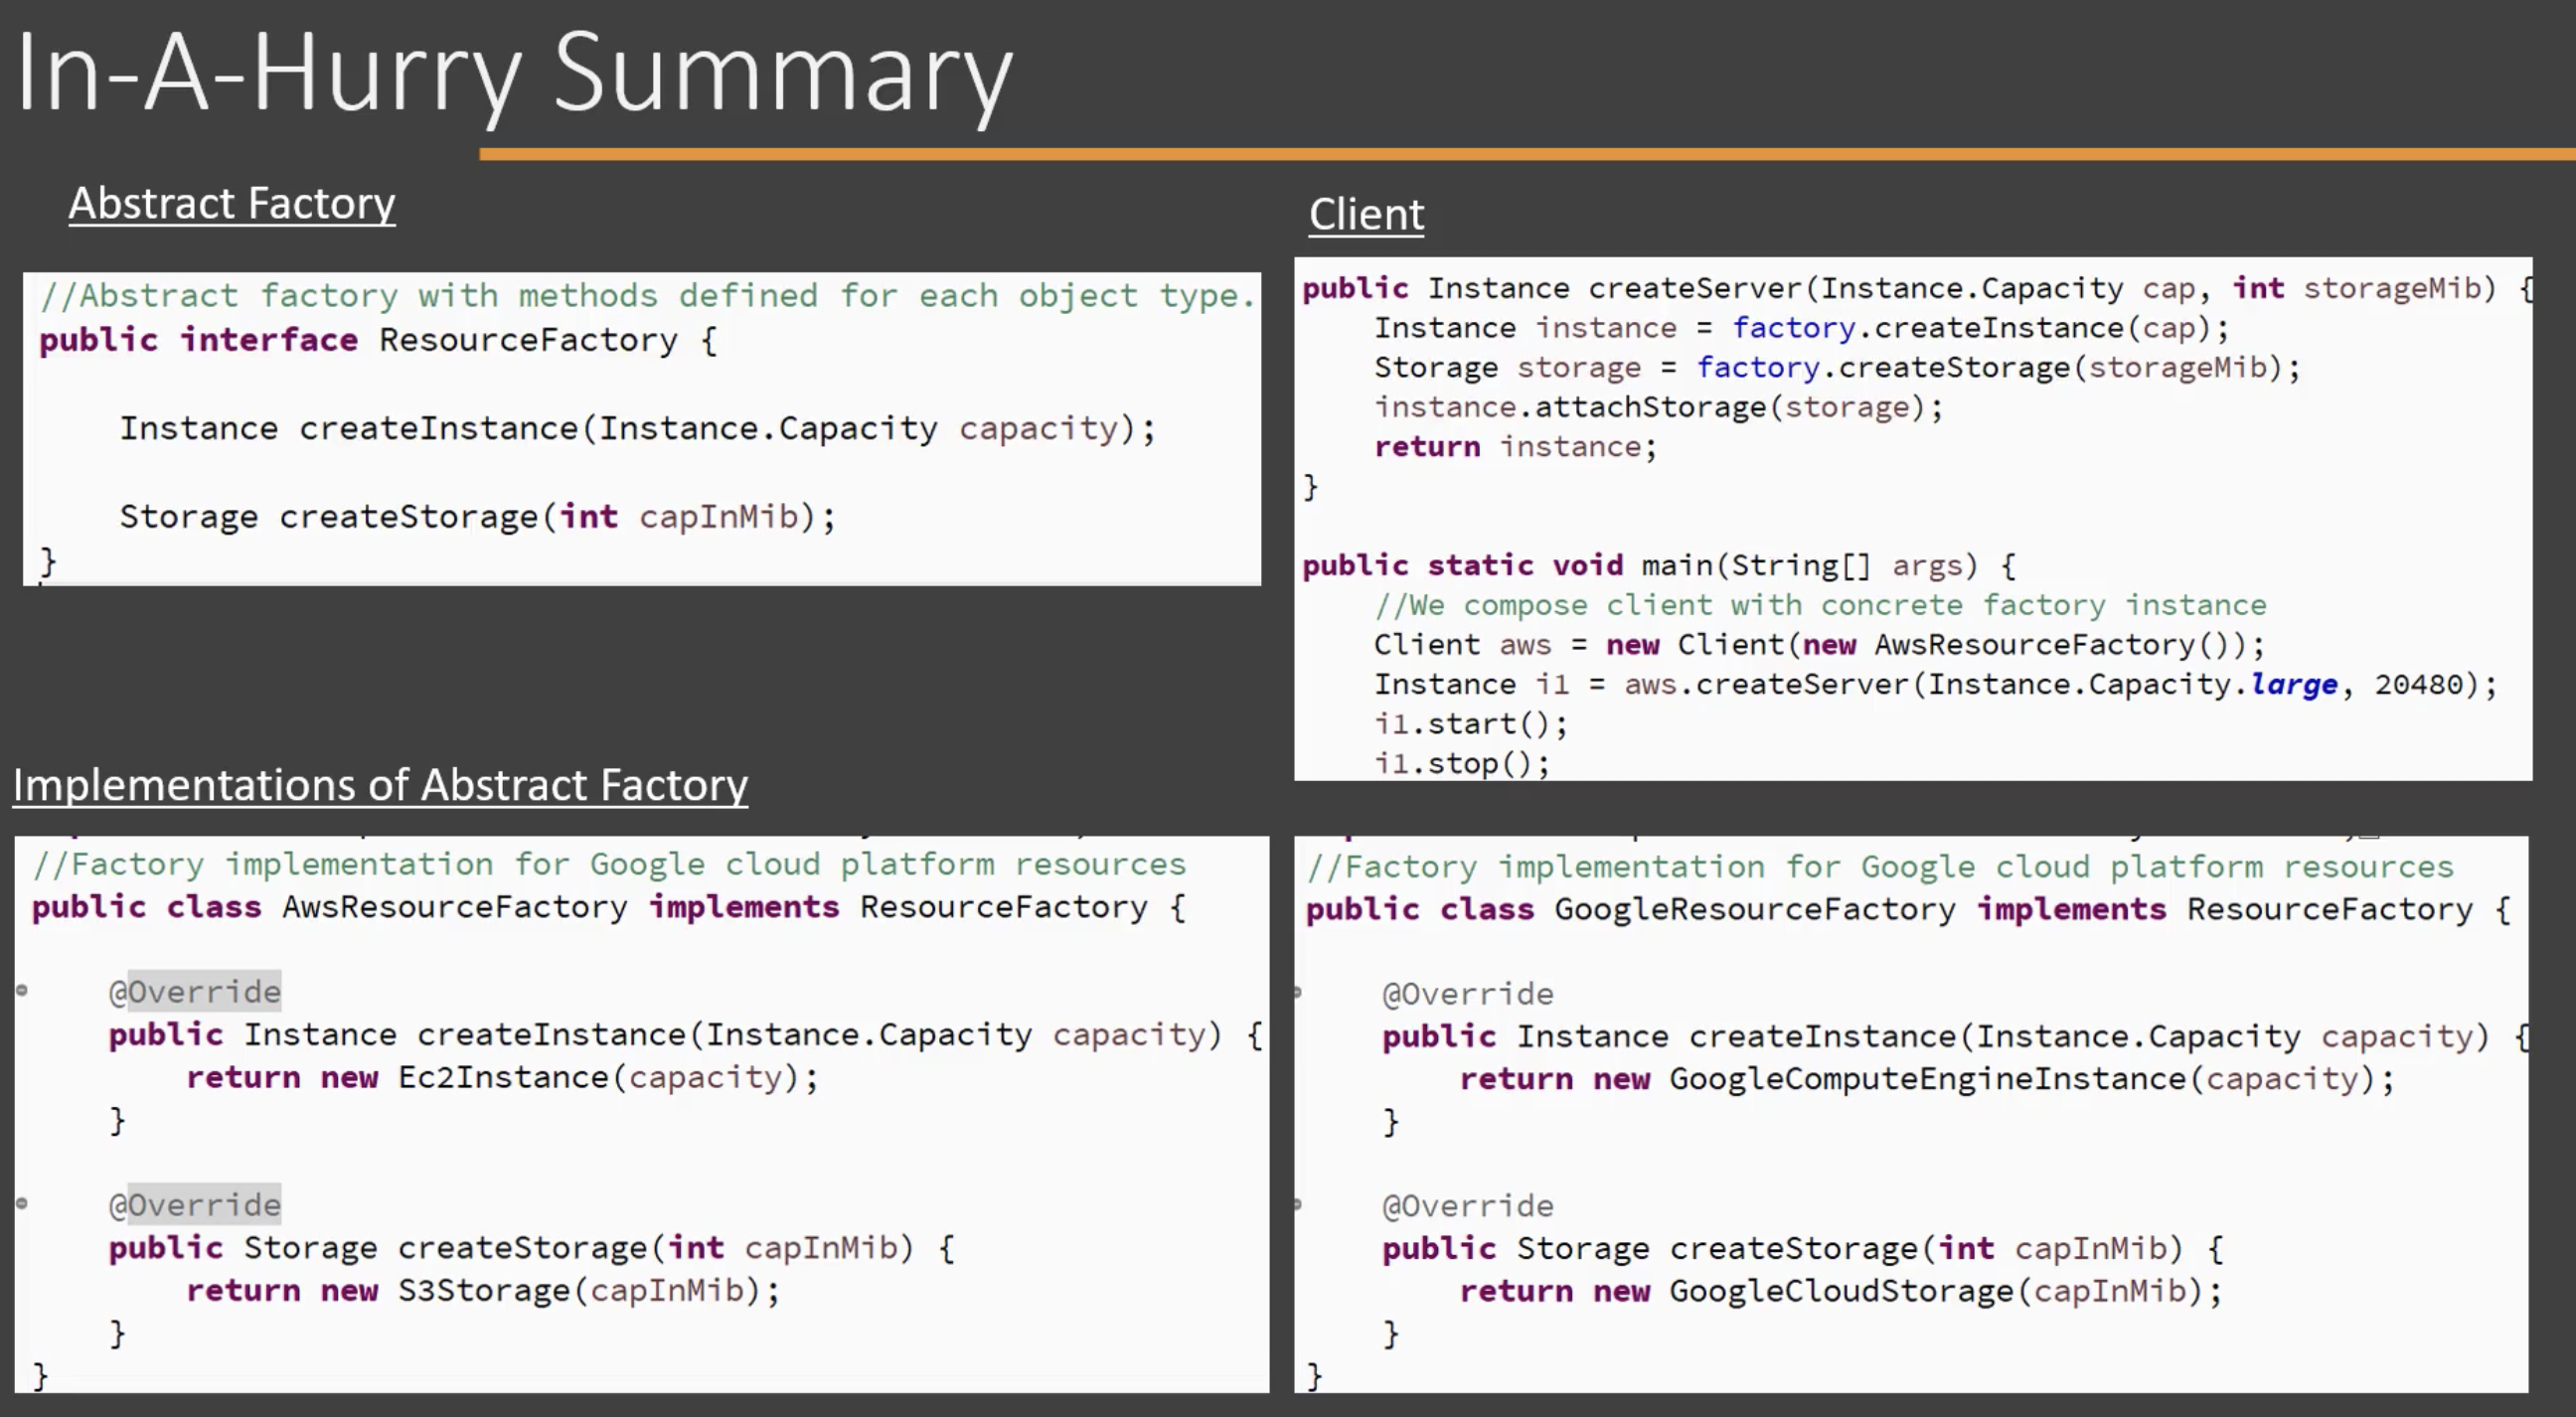 In-A-Hurry Summary
Abstract Factory
//Abstract factory with methods defined for each object type.
public interface ResourceFactory {
Instance createInstance(Instance.Capacity capacity);
Storage createStorage(int capInMib);
}
Client
public Instance createServer(Instance.Capacity cap, int storageMib) {
Instance instance = factory.createInstance(cap);
Storage storage = factory.createStorage(storageMib);
instance.attachStorage(storage);
return instance;
}
public static void main(String[] args) {
//We compose client with concrete factory instance
Client aws = new Client(new AwsResourceFactory());
Instance i1 = aws.createServer(Instance.Capacity.large, 20480);
i1.start();
i1.stop();
Implementations of Abstract Factory
//Factory implementation for Google cloud platform resources
public class AwsResourceFactory implements ResourceFactory {
@Override
public Instance createInstance(Instance.Capacity capacity) {
return new Ec2Instance(capacity);
}
@Override
public Storage createStorage(int capInMib) {
return new S3Storage(capInMib);
}
}
//Factory implementation for Google cloud platform resources
public class GoogleResourceFactory implements ResourceFactory {
@Override
public Instance createInstance(Instance.Capacity capacity) {
return new GoogleComputeEngineInstance(capacity);
}
@Override
public Storage createStorage(int capInMib) {
return new GoogleCloudStorage(capInMib);
}
}